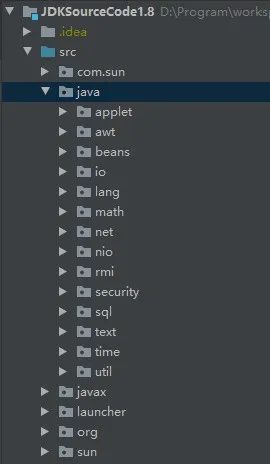 JDKSourceCode1.8 D:\Program\worksp
.idea
src
com.sun
java
applet
awt
beans
io
lang
math
net
nio
rmi
security
sql
text
time
util
javax
launcher
org
sun